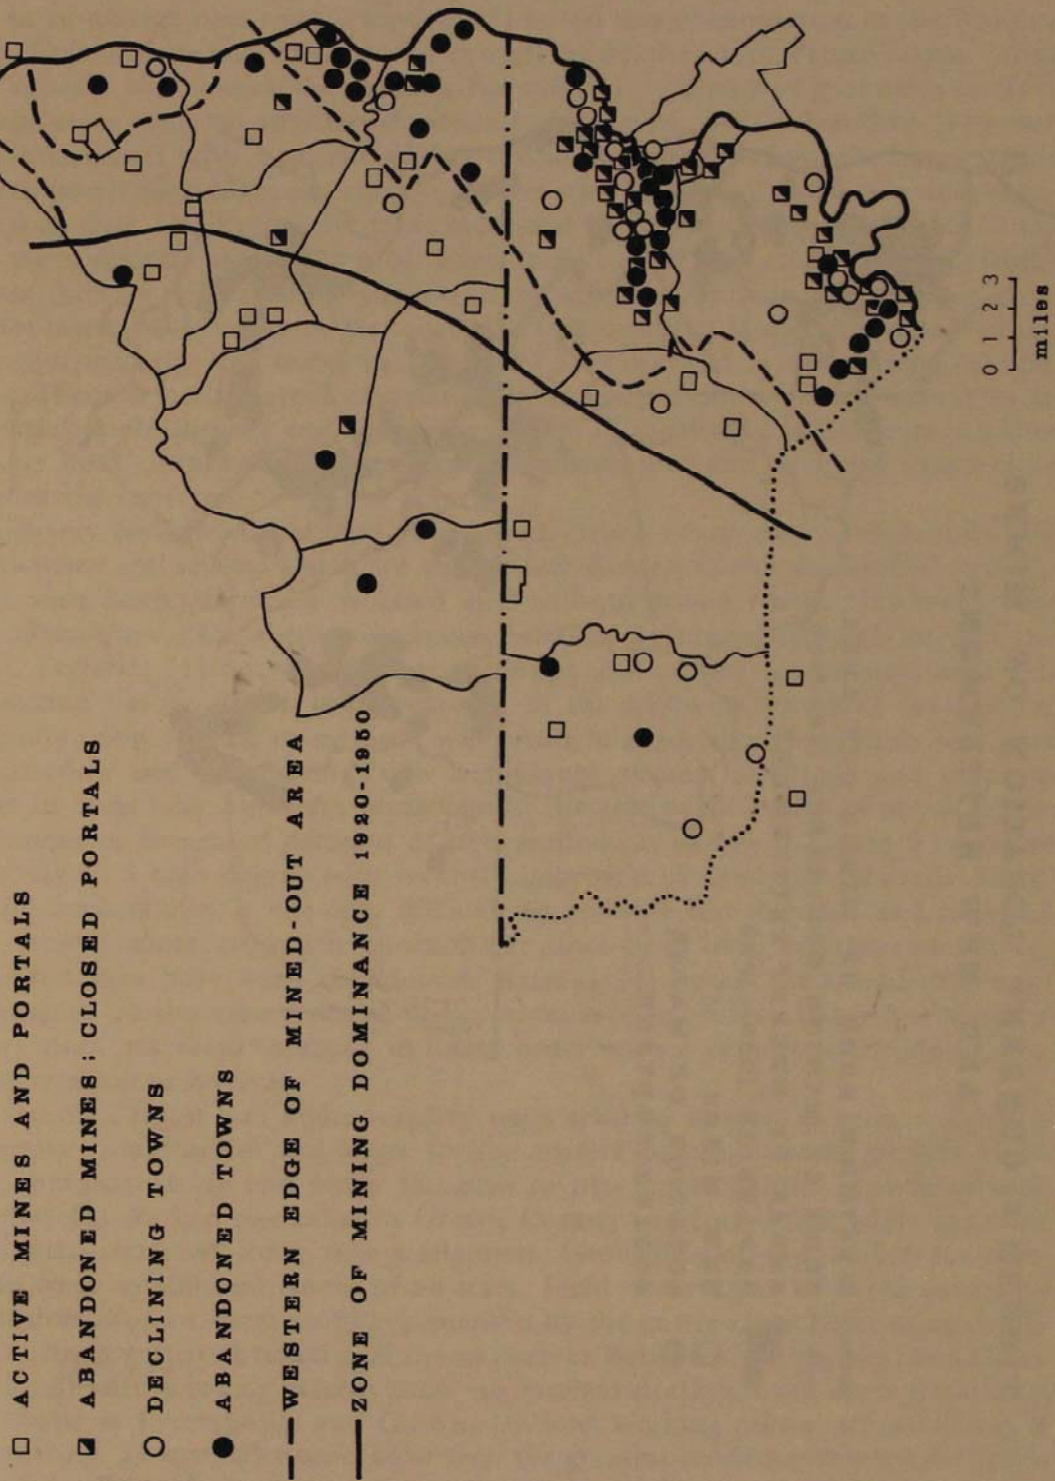 ACTIVE MINES AND PORTALS
ABANDONED MINES; CLOSED PORTALS
DECLINING TOWNS
ABANDONED TOWNS
WESTERN EDGE OF MINED-OUT AREA
ZONE OF MINING DOMINANCE 1920-1950
0 1 2 3
miles